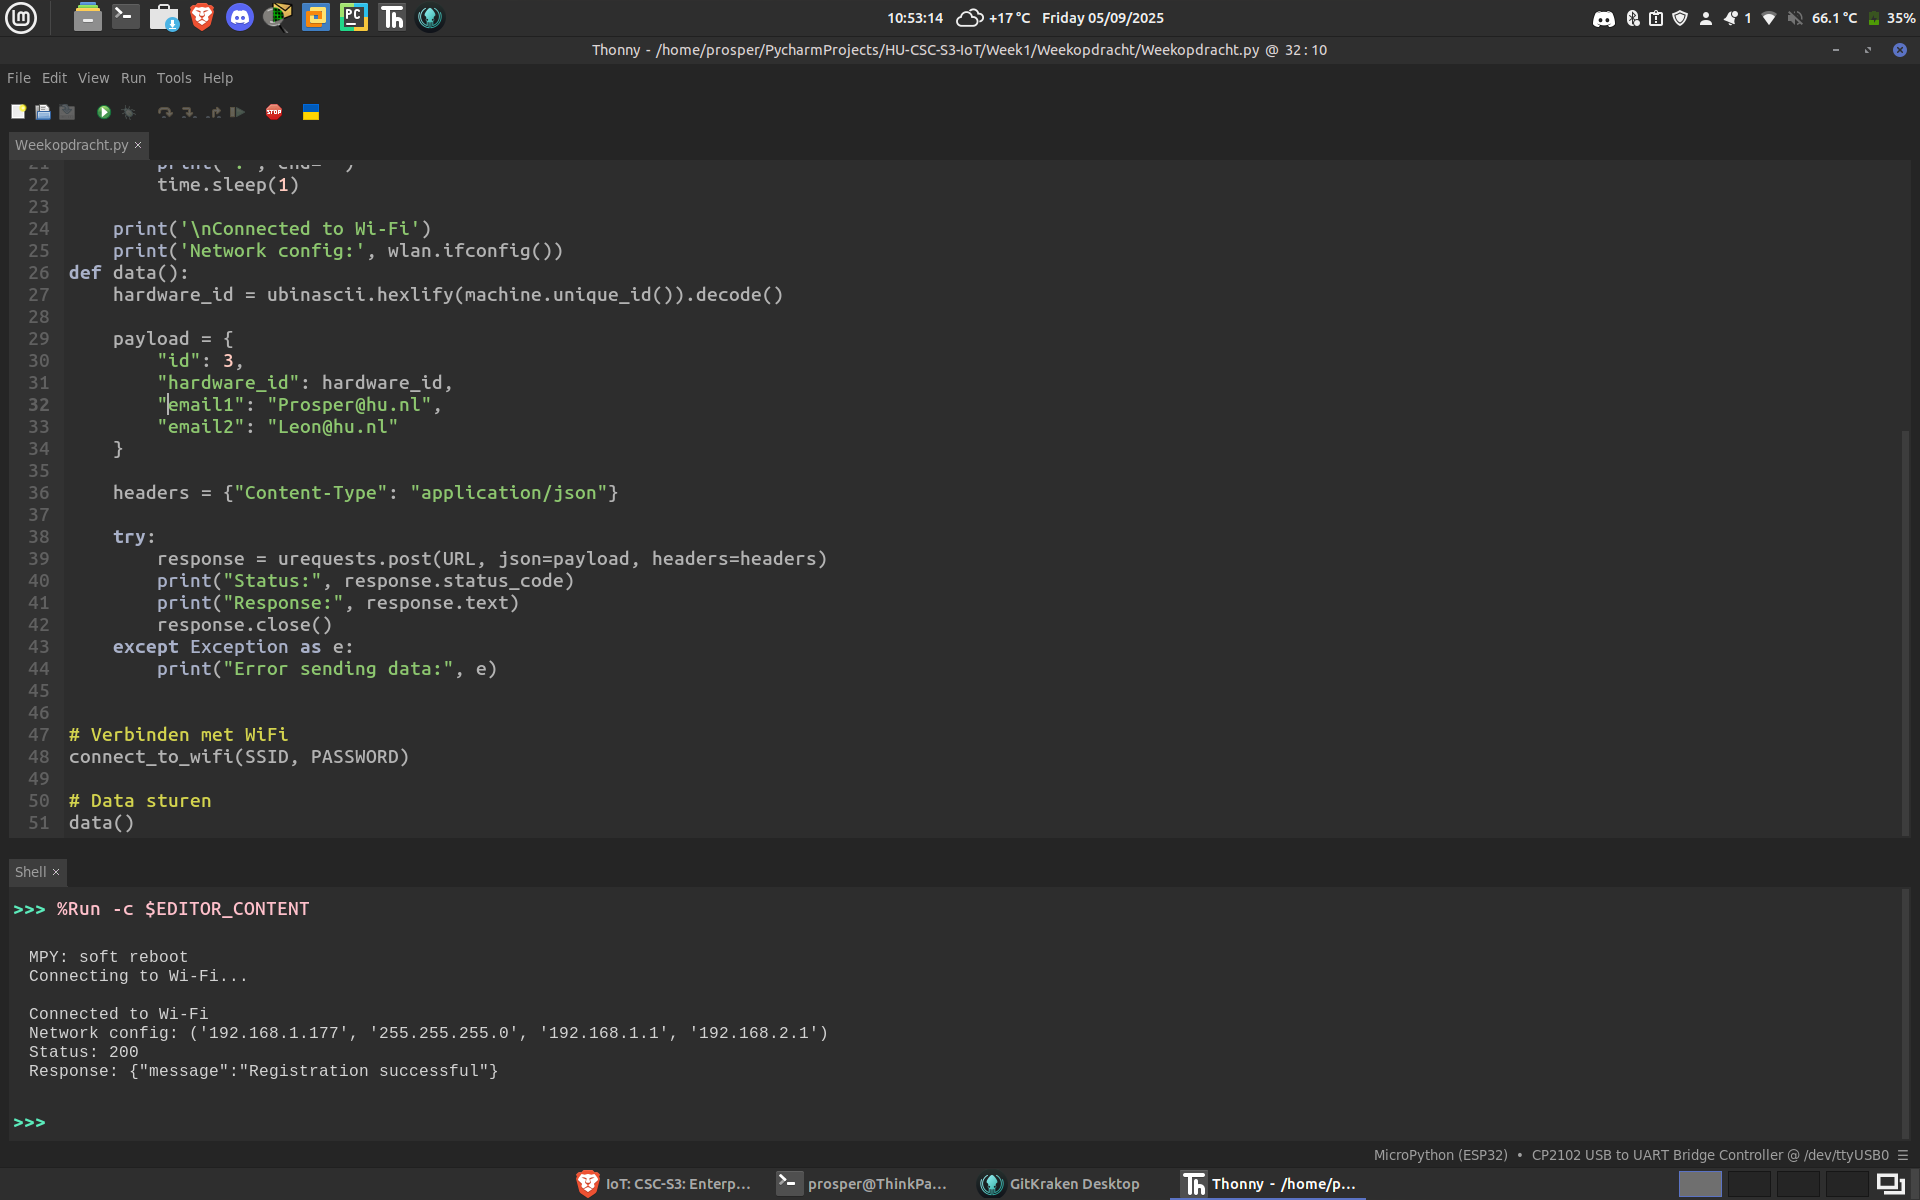 10:53:14 +17°C Friday 05/09/2025 1 66.1°C 35%
Thonny - /home/prosper/PycharmProjects/HU-CSC-S3-IoT/Week1/Weekopdracht/Weekopdracht.py @ 32 : 10
File Edit View Run Tools Help
Weekopdracht.py ×
22 time.sleep(1)
23
24 print('\nConnected to Wi-Fi')
25 print('Network config:', wlan.ifconfig())
26 def data():
27 hardware_id = ubinascii.hexlify(machine.unique_id()).decode()
28
29 payload = {
30 "id": 3,
31 "hardware_id": hardware_id,
32 "email1": "Prosper@hu.nl",
33 "email2": "Leon@hu.nl"
34 }
35
36 headers = {"Content-Type": "application/json"}
37
38 try:
39 response = urequests.post(URL, json=payload, headers=headers)
40 print("Status:", response.status_code)
41 print("Response:", response.text)
42 response.close()
43 except Exception as e:
44 print("Error sending data:", e)
45
46
47 # Verbinden met WiFi
48 connect_to_wifi(SSID, PASSWORD)
49
50 # Data sturen
51 data()
Shell ×
>>> %Run -c $EDITOR_CONTENT
MPY: soft reboot
Connecting to Wi-Fi...
Connected to Wi-Fi
Network config: ('192.168.1.177', '255.255.255.0', '192.168.1.1', '192.168.2.1')
Status: 200
Response: {"message":"Registration successful"}
>>>
MicroPython (ESP32) • CP2102 USB to UART Bridge Controller @ /dev/ttyUSB0 ☰
IoT: CSC-S3: Enterp... prosper@ThinkPa... GitKraken Desktop Th Thonny - /home/p...